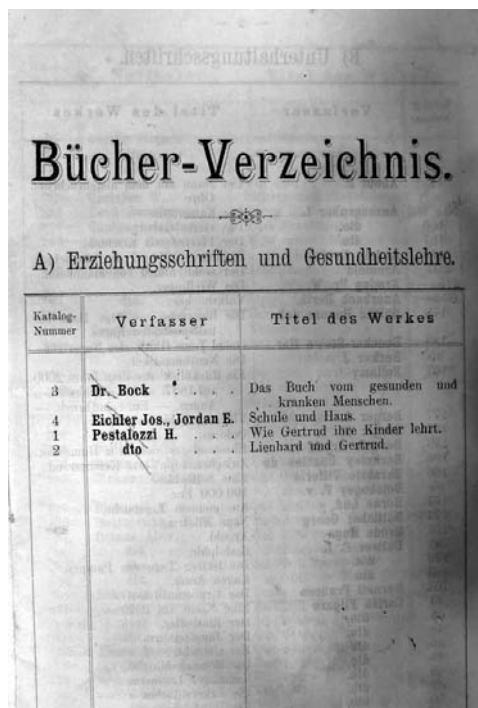 Bücher-Verzeichnis.
A) Erziehungsschriften und Gesundheitslehre.
Katalog-Nummer Verfasser Titel des Werkes
3 Dr. Bock . . . . Das Buch vom gesunden und
kranken Menschen.
4 Eichler Jos., Jordan E. Schule und Haus.
1 Pestalozzi H. . . . Wie Gertrud ihre Kinder lehrt.
2 dto . . . . Lienhard und Gertrud.